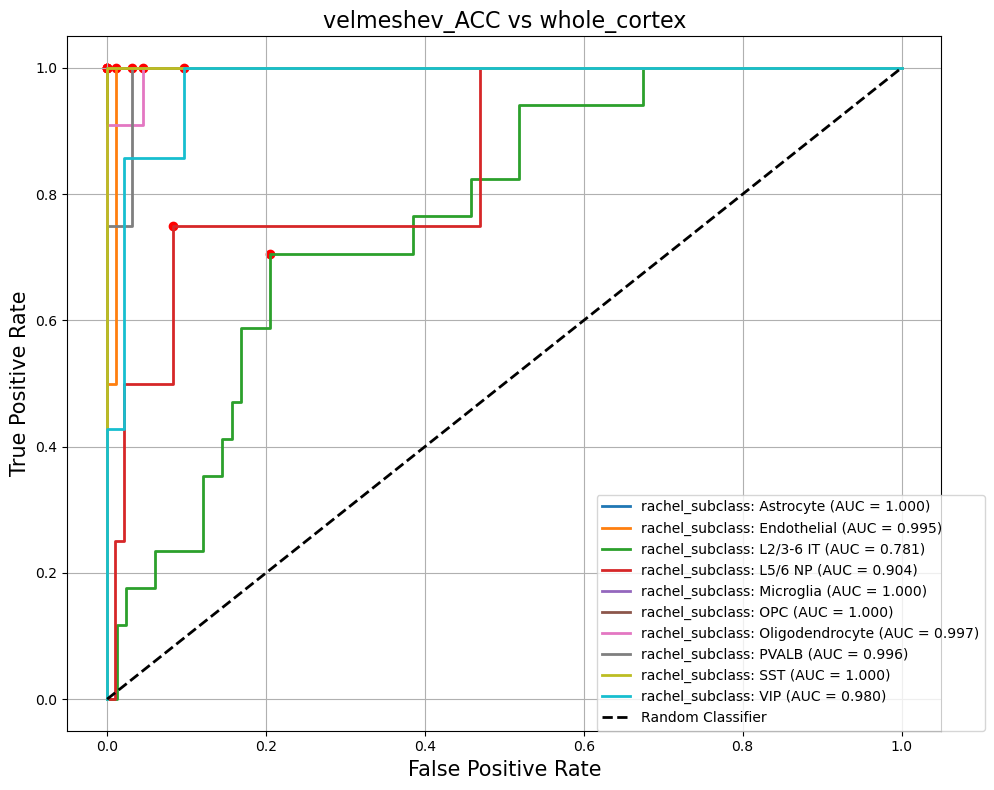 velmeshev_ACC vs whole_cortex
True Positive Rate
1.0
0.8
0.6
0.4
0.2
0.0
0.0
0.2
0.4
0.6
0.8
1.0
False Positive Rate
rachel_subclass: Astrocyte (AUC = 1.000)
rachel_subclass: Endothelial (AUC = 0.995)
rachel_subclass: L2/3-6 IT (AUC = 0.781)
rachel_subclass: L5/6 NP (AUC = 0.904)
rachel_subclass: Microglia (AUC = 1.000)
rachel_subclass: OPC (AUC = 1.000)
rachel_subclass: Oligodendrocyte (AUC = 0.997)
rachel_subclass: PVALB (AUC = 0.996)
rachel_subclass: SST (AUC = 1.000)
rachel_subclass: VIP (AUC = 0.980)
Random Classifier